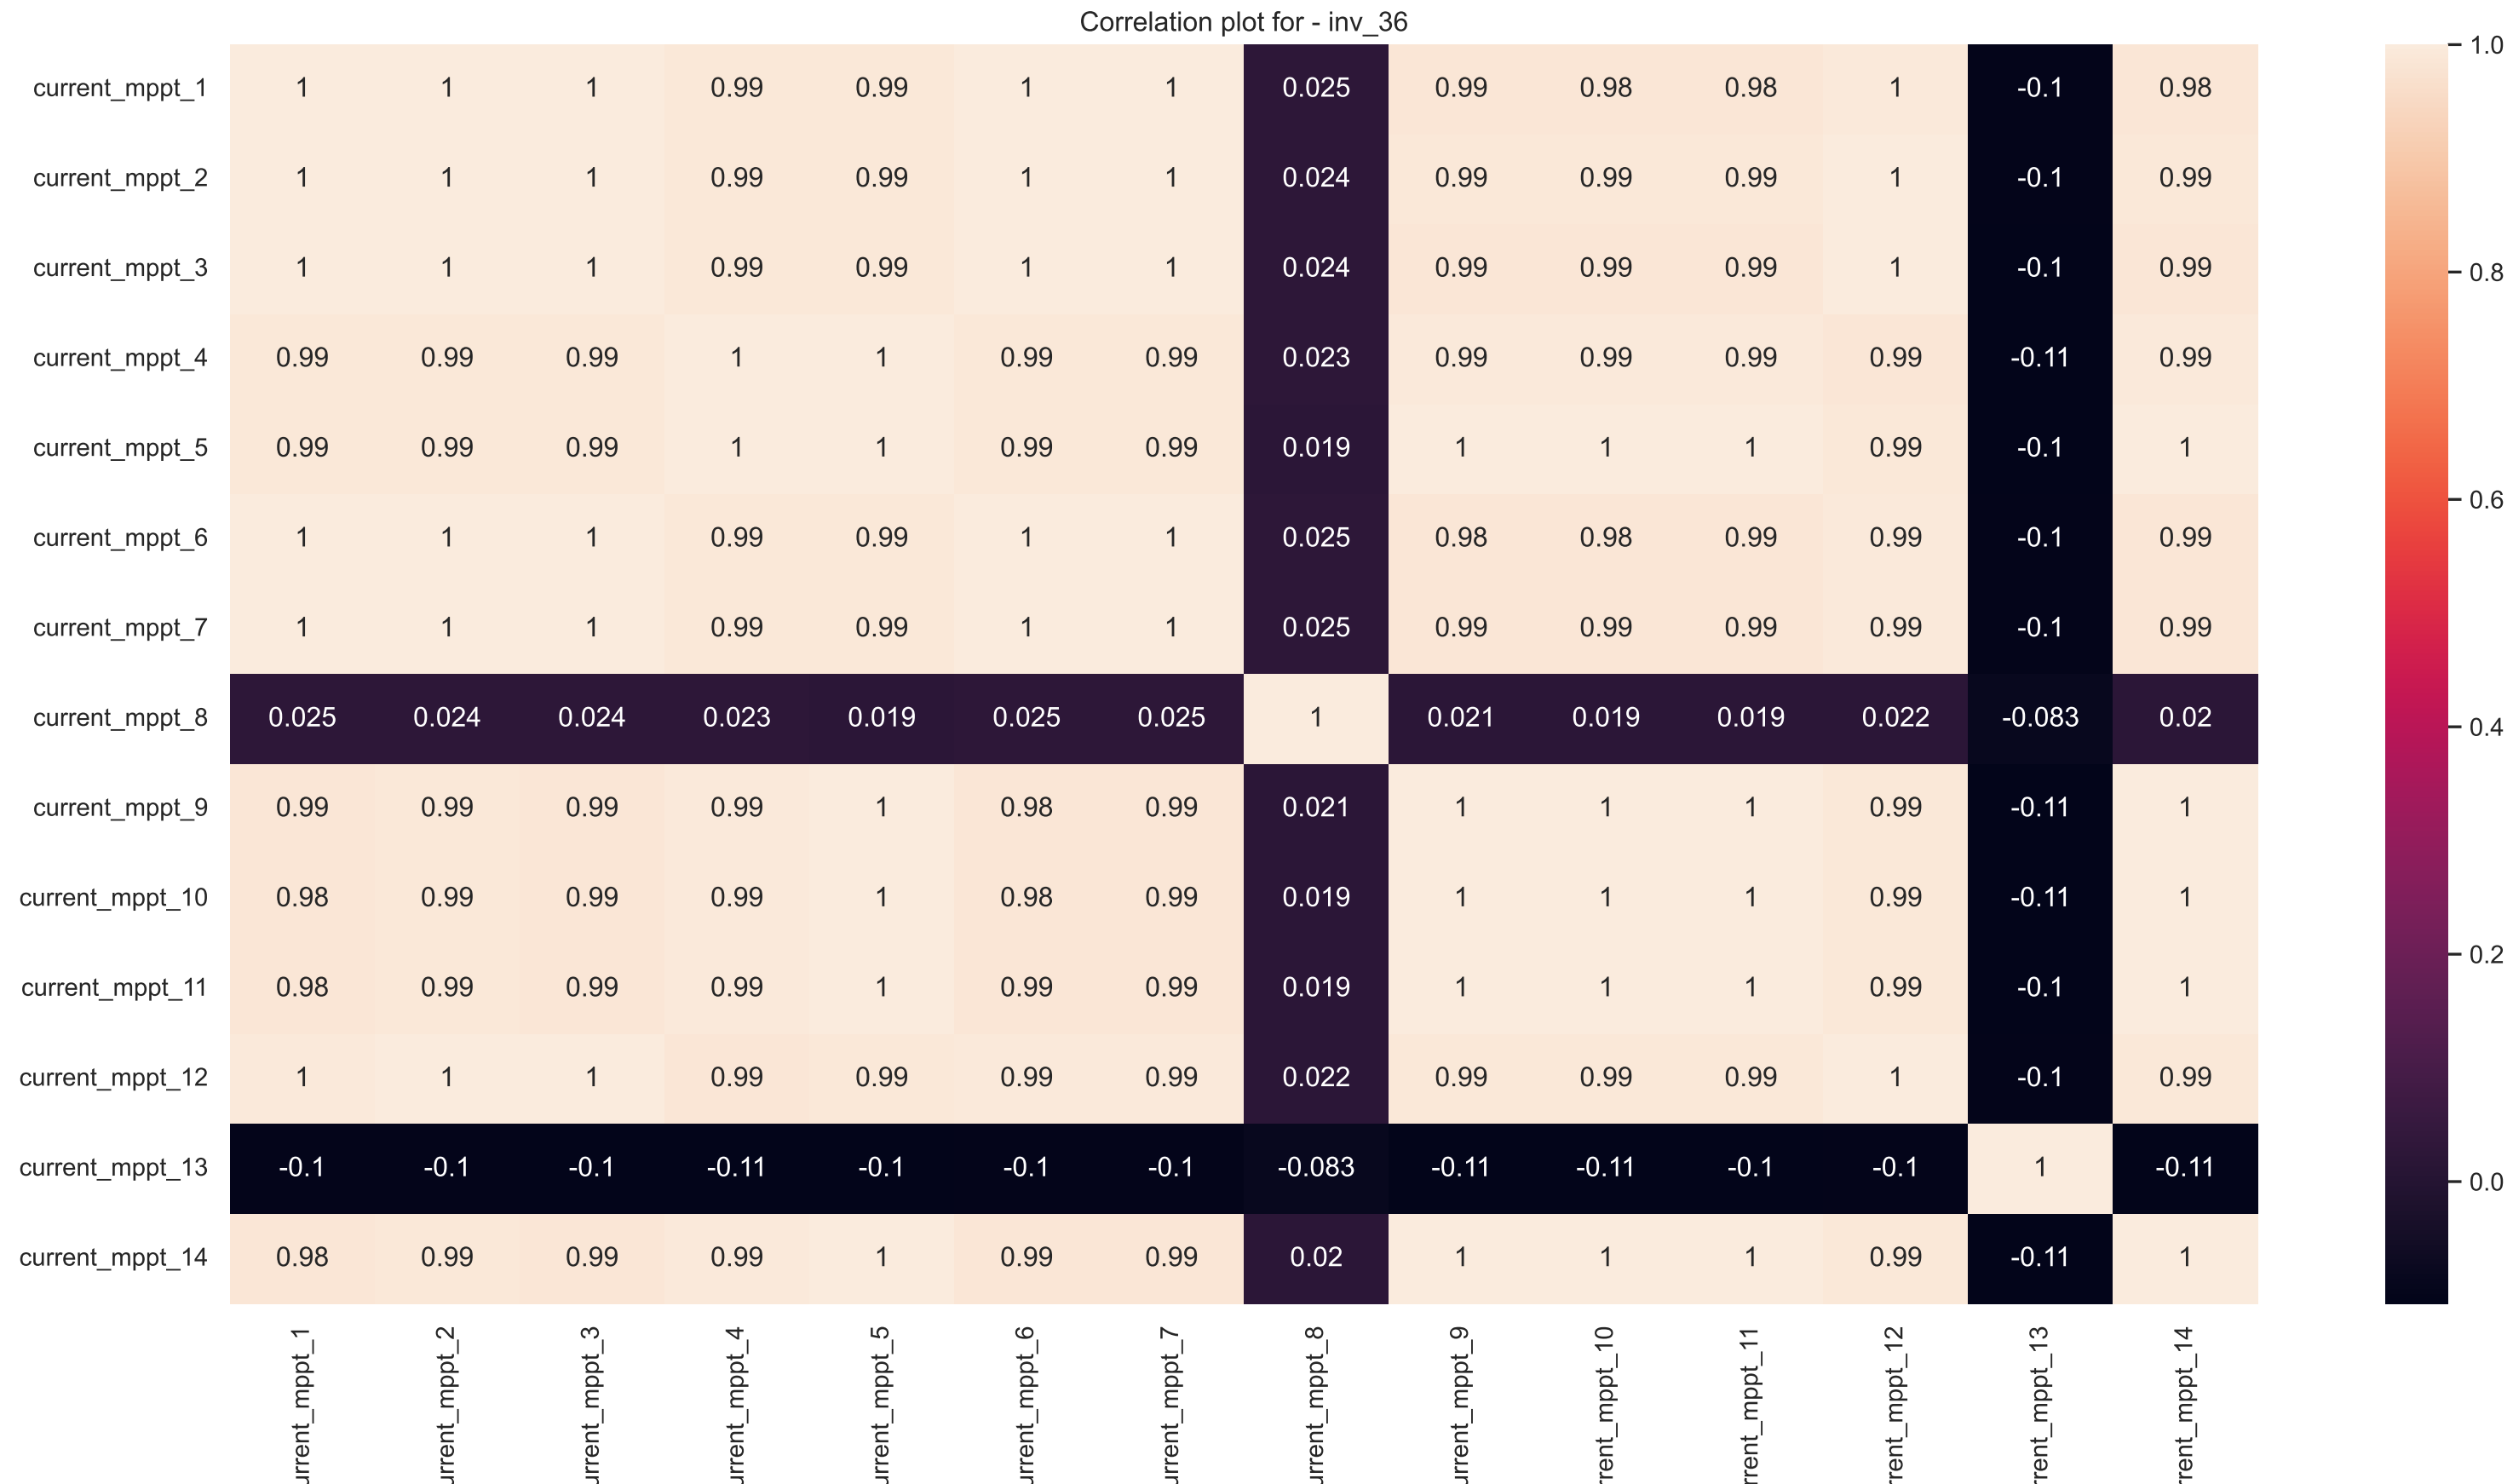 Correlation plot for - inv_36
current_mppt_1 1 1 1 0.99 0.99 1 1 0.025 0.99 0.98 0.98 1 -0.1 0.98
current_mppt_2 1 1 1 0.99 0.99 1 1 0.024 0.99 0.99 0.99 1 -0.1 0.99
current_mppt_3 1 1 1 0.99 0.99 1 1 0.024 0.99 0.99 0.99 1 -0.1 0.99
current_mppt_4 0.99 0.99 0.99 1 1 0.99 0.99 0.023 0.99 0.99 0.99 0.99 -0.11 0.99
current_mppt_5 0.99 0.99 0.99 1 1 0.99 0.99 0.019 1 1 1 0.99 -0.1 1
current_mppt_6 1 1 1 0.99 0.99 1 1 0.025 0.98 0.98 0.99 0.99 -0.1 0.99
current_mppt_7 1 1 1 0.99 0.99 1 1 0.025 0.99 0.99 0.99 0.99 -0.1 0.99
current_mppt_8 0.025 0.024 0.024 0.023 0.019 0.025 0.025 1 0.021 0.019 0.019 0.022 -0.083 0.02
current_mppt_9 0.99 0.99 0.99 0.99 1 0.98 0.99 0.021 1 1 1 0.99 -0.11 1
current_mppt_10 0.98 0.99 0.99 0.99 1 0.98 0.99 0.019 1 1 1 0.99 -0.11 1
current_mppt_11 0.98 0.99 0.99 0.99 1 0.99 0.99 0.019 1 1 1 0.99 -0.1 1
current_mppt_12 1 1 1 0.99 0.99 0.99 0.99 0.022 0.99 0.99 0.99 1 -0.1 0.99
current_mppt_13 -0.1 -0.1 -0.1 -0.11 -0.1 -0.1 -0.1 -0.083 -0.11 -0.11 -0.1 -0.1 1 -0.11
current_mppt_14 0.98 0.99 0.99 0.99 1 0.99 0.99 0.02 1 1 1 0.99 -0.11 1
urrent_mppt_1
urrent_mppt_2
urrent_mppt_3
urrent_mppt_4
urrent_mppt_5
urrent_mppt_6
urrent_mppt_7
urrent_mppt_8
urrent_mppt_9
rrent_mppt_10
rrent_mppt_11
rrent_mppt_12
rrent_mppt_13
rrent_mppt_14
1.0
0.8
0.6
0.4
0.2
0.0